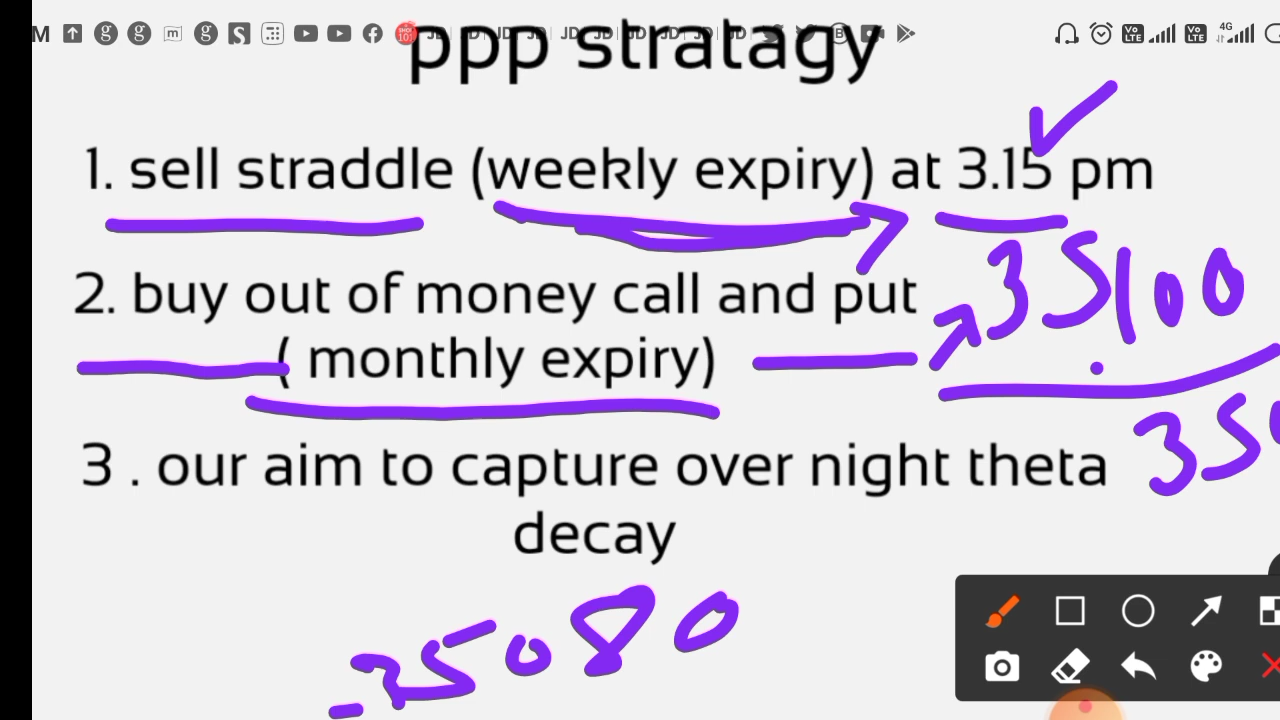 ppp stratagy
1. sell straddle (weekly expiry) at 3.15 pm
35100
2. buy out of money call and put
( monthly expiry)
3 . our aim to capture over night theta
decay
35080